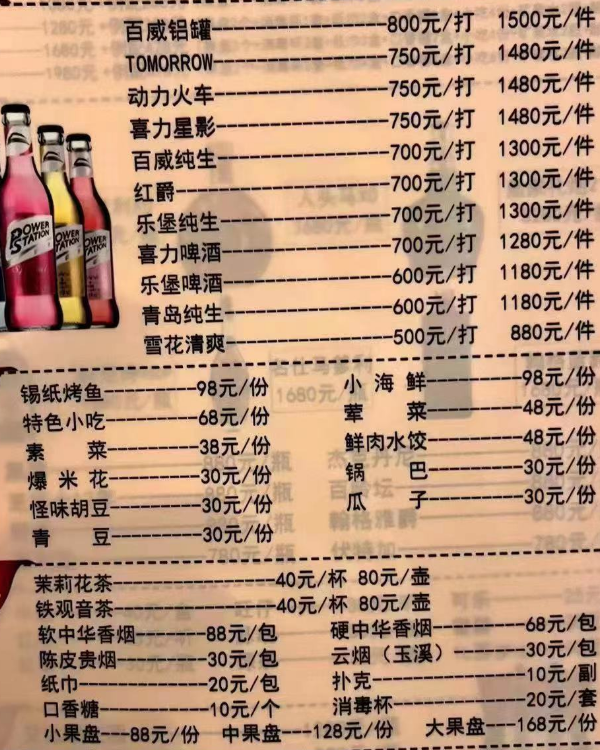 百威铝罐------800元/打 1500元/件
TOMORROW------750元/打 1480元/件
动力火车------750元/打 1480元/件
喜力星影------750元/打 1480元/件
百威纯生------700元/打 1300元/件
红爵------700元/打 1300元/件
乐堡纯生------700元/打 1300元/件
喜力啤酒------700元/打 1280元/件
乐堡啤酒------600元/打 1180元/件
青岛纯生------600元/打 1180元/件
雪花清爽------500元/打 880元/件
POWER STATION
POWER STATION
POWER STATION
锡纸烤鱼------98元/份 小海鲜------98元/份
特色小吃------68元/份 荤菜------48元/份
素菜------38元/份 鲜肉水饺------48元/份
爆米花------30元/份 锅巴------30元/份
怪味胡豆------30元/份 瓜子------30元/份
青豆------30元/份
茉莉花茶------40元/杯 80元/壶
铁观音茶------40元/杯 80元/壶
软中华香烟------88元/包 硬中华香烟------68元/包
陈皮贵烟------30元/包 云烟（玉溪）------30元/包
纸巾------20元/包 扑克------10元/副
口香糖------10元/个 消毒杯------20元/套
小果盘---88元/份 中果盘---128元/份 大果盘---168元/份